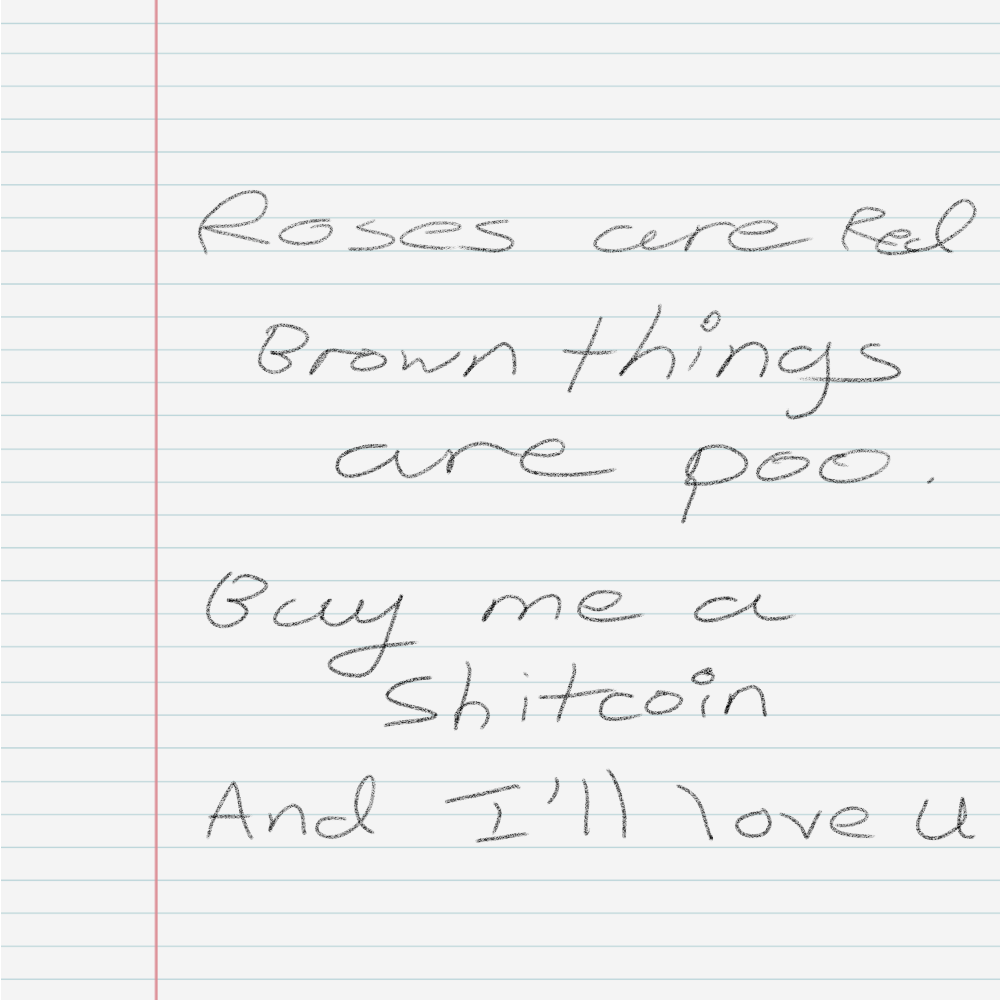 Roses are Red
Brown things
are poo.
Buy me a
Shitcoin
And I'll love u